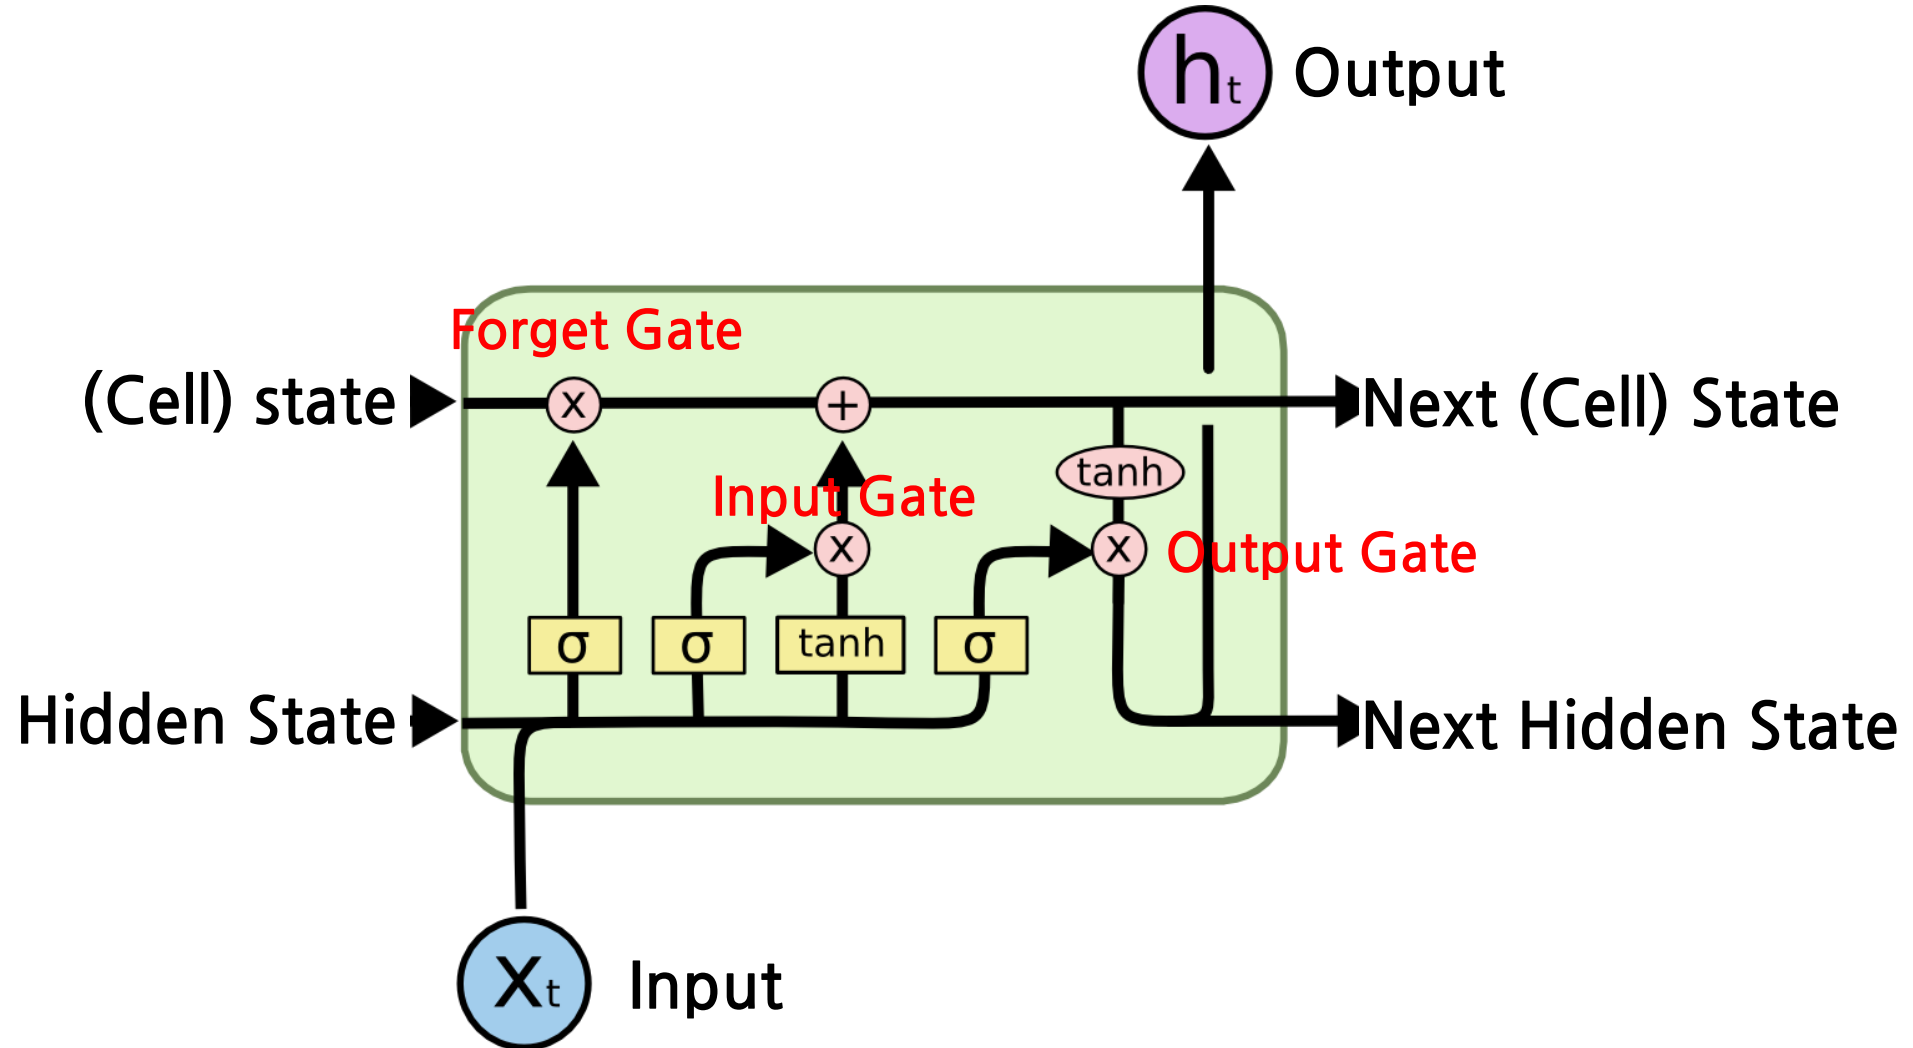 ht Output
Forget Gate
(Cell) state
x
+
Next (Cell) State
tanh
Input Gate
x
x
Output Gate
σ
σ
tanh
σ
Hidden State
Next Hidden State
xt Input